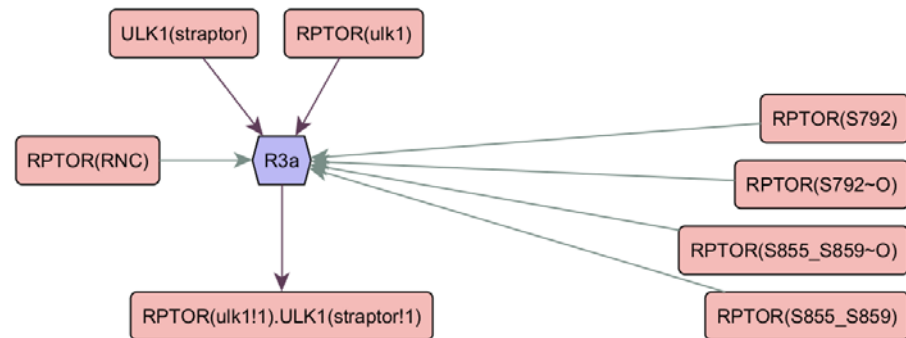 ULK1(straptor)
RPTOR(ulk1)
RPTOR(S792)
RPTOR(RNC)
R3a
RPTOR(S792~O)
RPTOR(S855_S859~O)
RPTOR(ulk1!1).ULK1(straptor!1)
RPTOR(S855_S859)